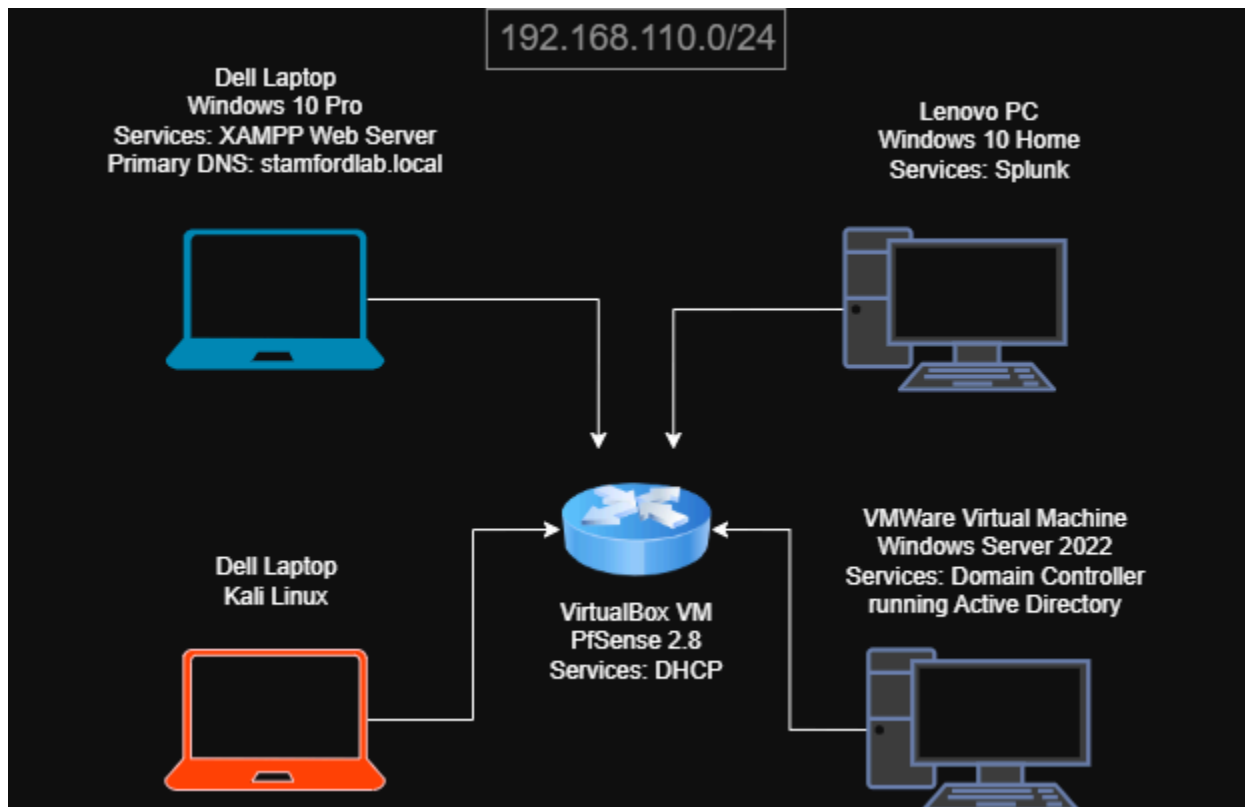 192.168.110.0/24
Dell Laptop
Windows 10 Pro
Services: XAMPP Web Server
Primary DNS: stamfordlab.local
Lenovo PC
Windows 10 Home
Services: Splunk
Dell Laptop
Kali Linux
VirtualBox VM
PfSense 2.8
Services: DHCP
VMWare Virtual Machine
Windows Server 2022
Services: Domain Controller
running Active Directory